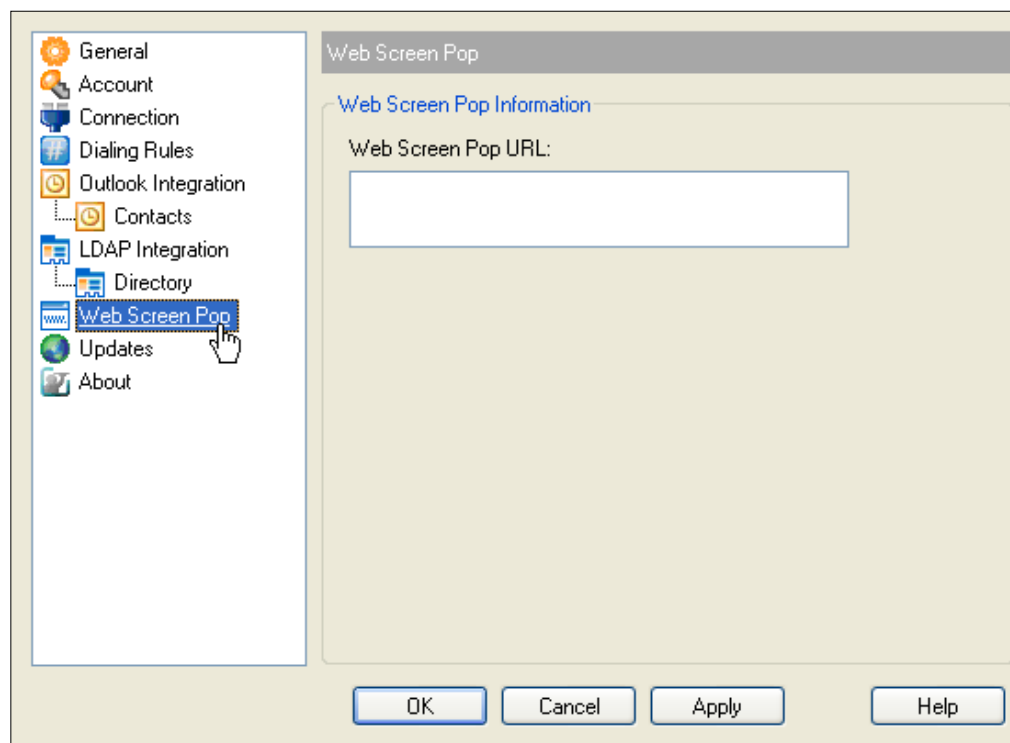 General
Account
Connection
Dialing Rules
Outlook Integration
Contacts
LDAP Integration
Directory
Web Screen Pop
Updates
About
Web Screen Pop
Web Screen Pop Information
Web Screen Pop URL:
OK Cancel Apply Help